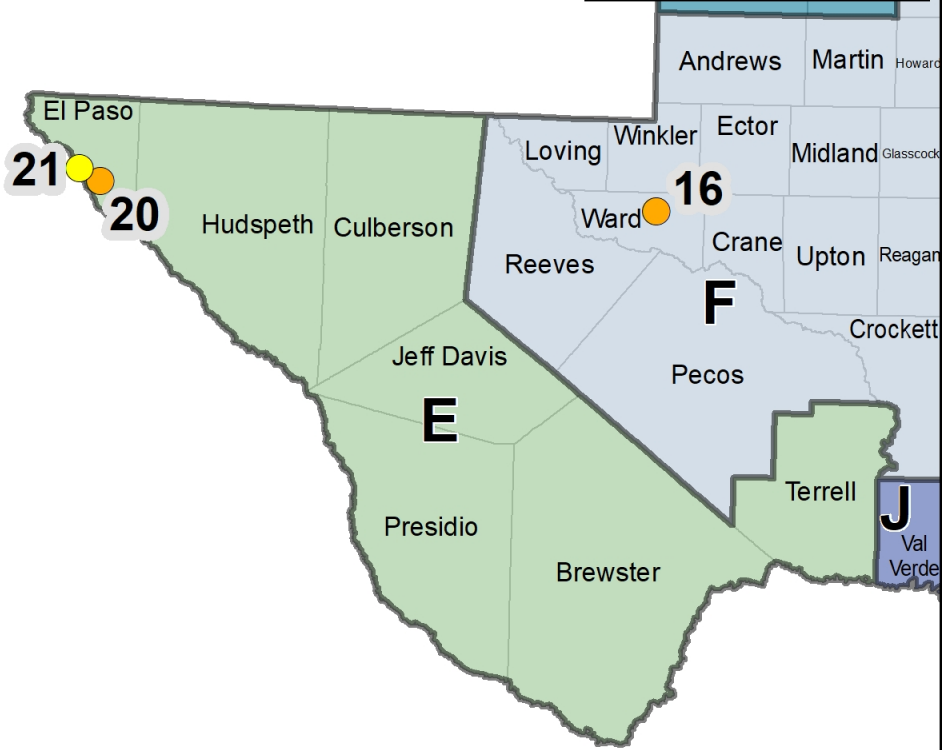 Andrews
Martin
Howard
El Paso
Loving
Winkler
Ector
Midland
Glasscock
21
20
16
Hudspeth
Culberson
Ward
Crane
Upton
Reagan
Reeves
F
Crockett
Jeff Davis
Pecos
E
Terrell
J
Presidio
Val
Verde
Brewster